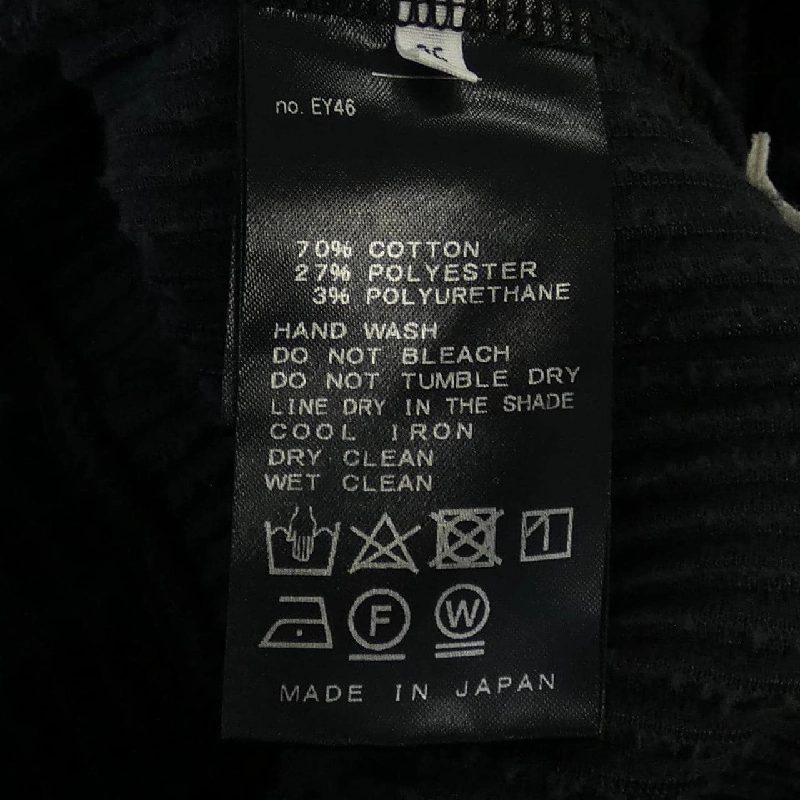 no. EY46
70% COTTON
27% POLYESTER
3% POLYURETHANE
HAND WASH
DO NOT BLEACH
DO NOT TUMBLE DRY
LINE DRY IN THE SHADE
COOL IRON
DRY CLEAN
WET CLEAN
F W
MADE IN JAPAN